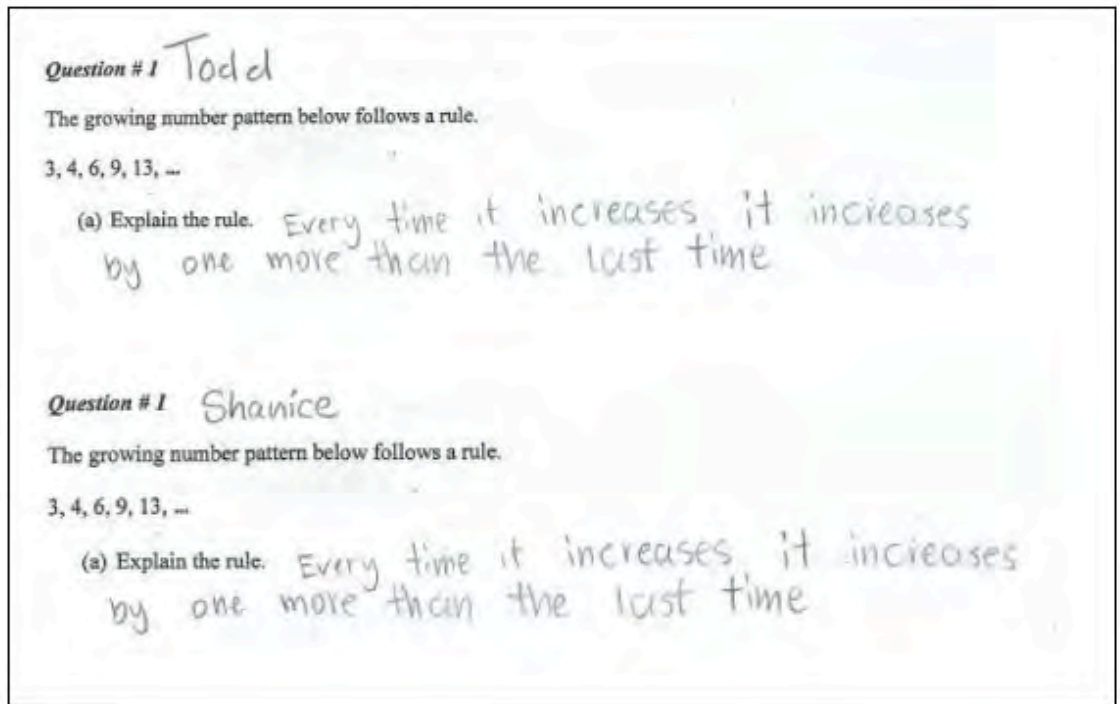 Question # 1 Todd
The growing number pattern below follows a rule.
3, 4, 6, 9, 13, ...
(a) Explain the rule. Every time it increases it increases
by one more than the last time
Question # 1 Shanice
The growing number pattern below follows a rule.
3, 4, 6, 9, 13, ...
(a) Explain the rule. Every time it increases it increases
by one more than the last time